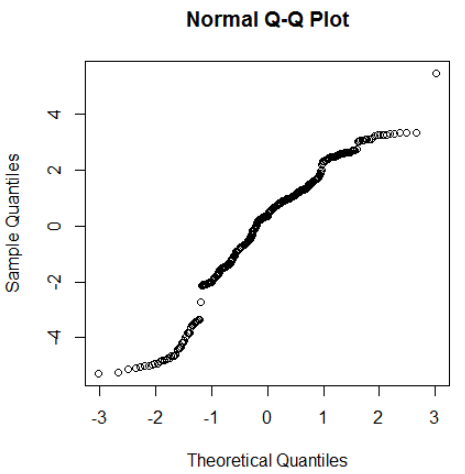 Normal Q-Q Plot
Sample Quantiles
4
2
0
-2
-4
-3 -2 -1 0 1 2 3
Theoretical Quantiles